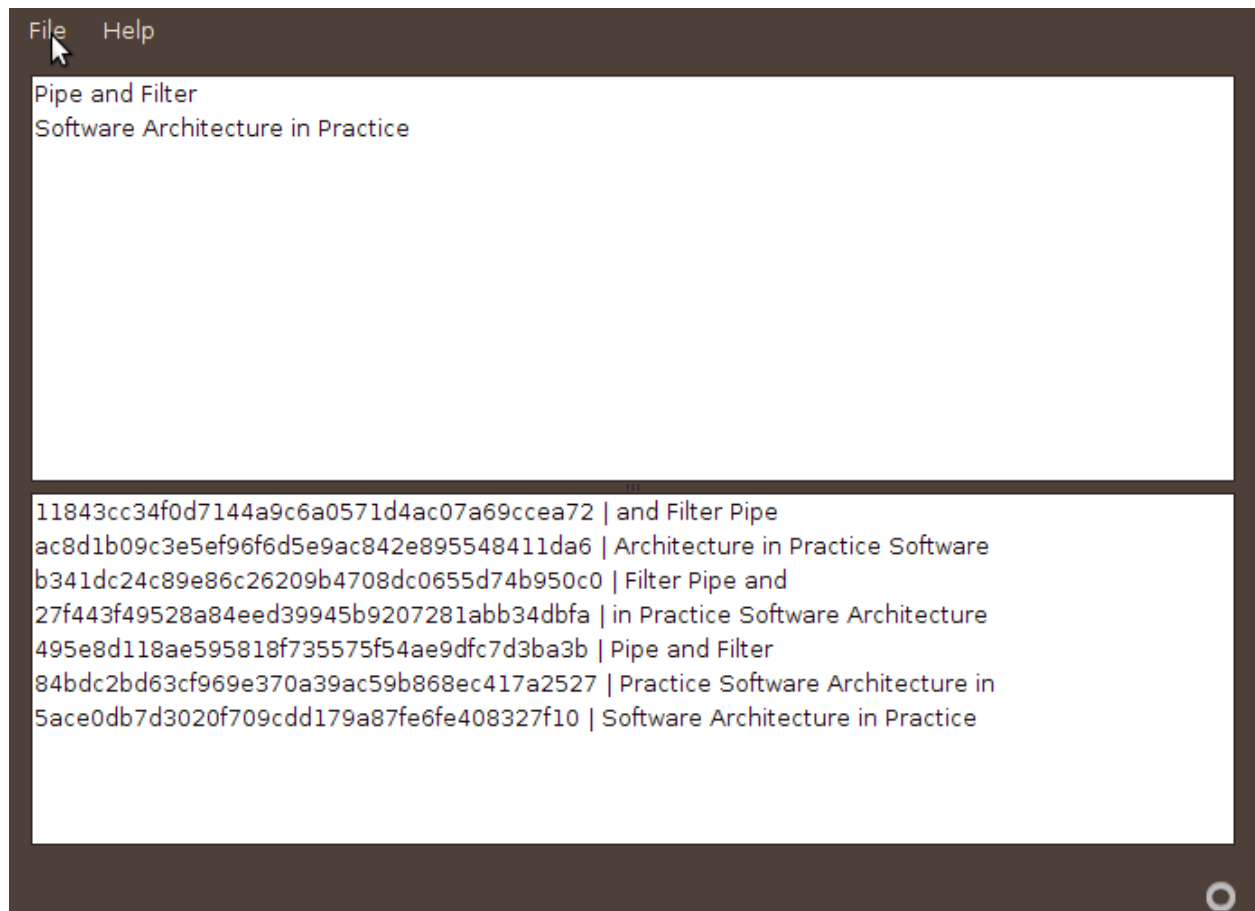 File Help
Pipe and Filter
Software Architecture in Practice
11843cc34f0d7144a9c6a0571d4ac07a69ccea72 | and Filter Pipe
ac8d1b09c3e5ef96f6d5e9ac842e895548411da6 | Architecture in Practice Software
b341dc24c89e86c26209b4708dc0655d74b950c0 | Filter Pipe and
27f443f49528a84eed39945b9207281abb34dbfa | in Practice Software Architecture
495e8d118ae595818f735575f54ae9dfc7d3ba3b | Pipe and Filter
84bdc2bd63cf969e370a39ac59b868ec417a2527 | Practice Software Architecture in
5ace0db7d3020f709cdd179a87fe6fe408327f10 | Software Architecture in Practice